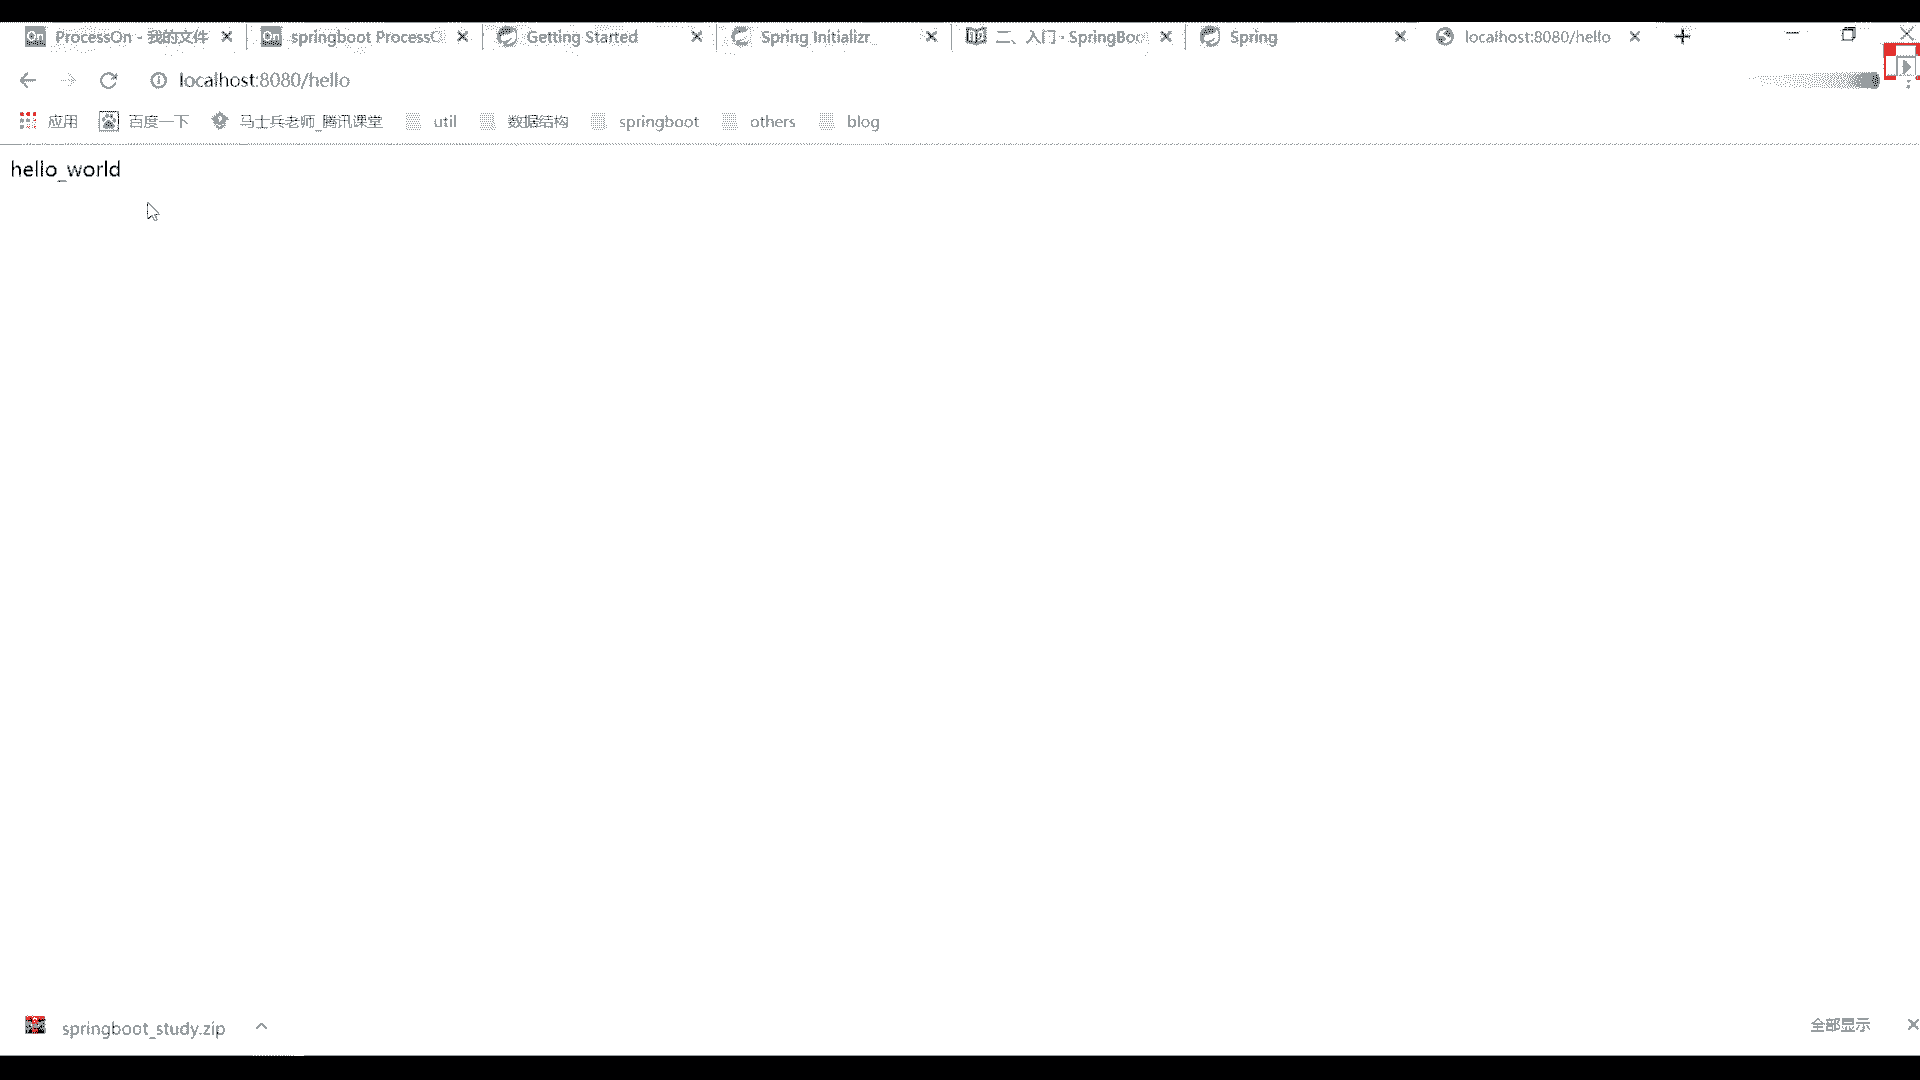 ProcessOn - 我的文件
springboot ProcessO
Getting Started
Spring Initializr
二、入门 · SpringBoo
Spring
localhost:8080/hello
localhost:8080/hello
应用 百度一下 马士兵老师_腾讯课堂 util 数据结构 springboot others blog
hello_world
springboot_study.zip
全部显示